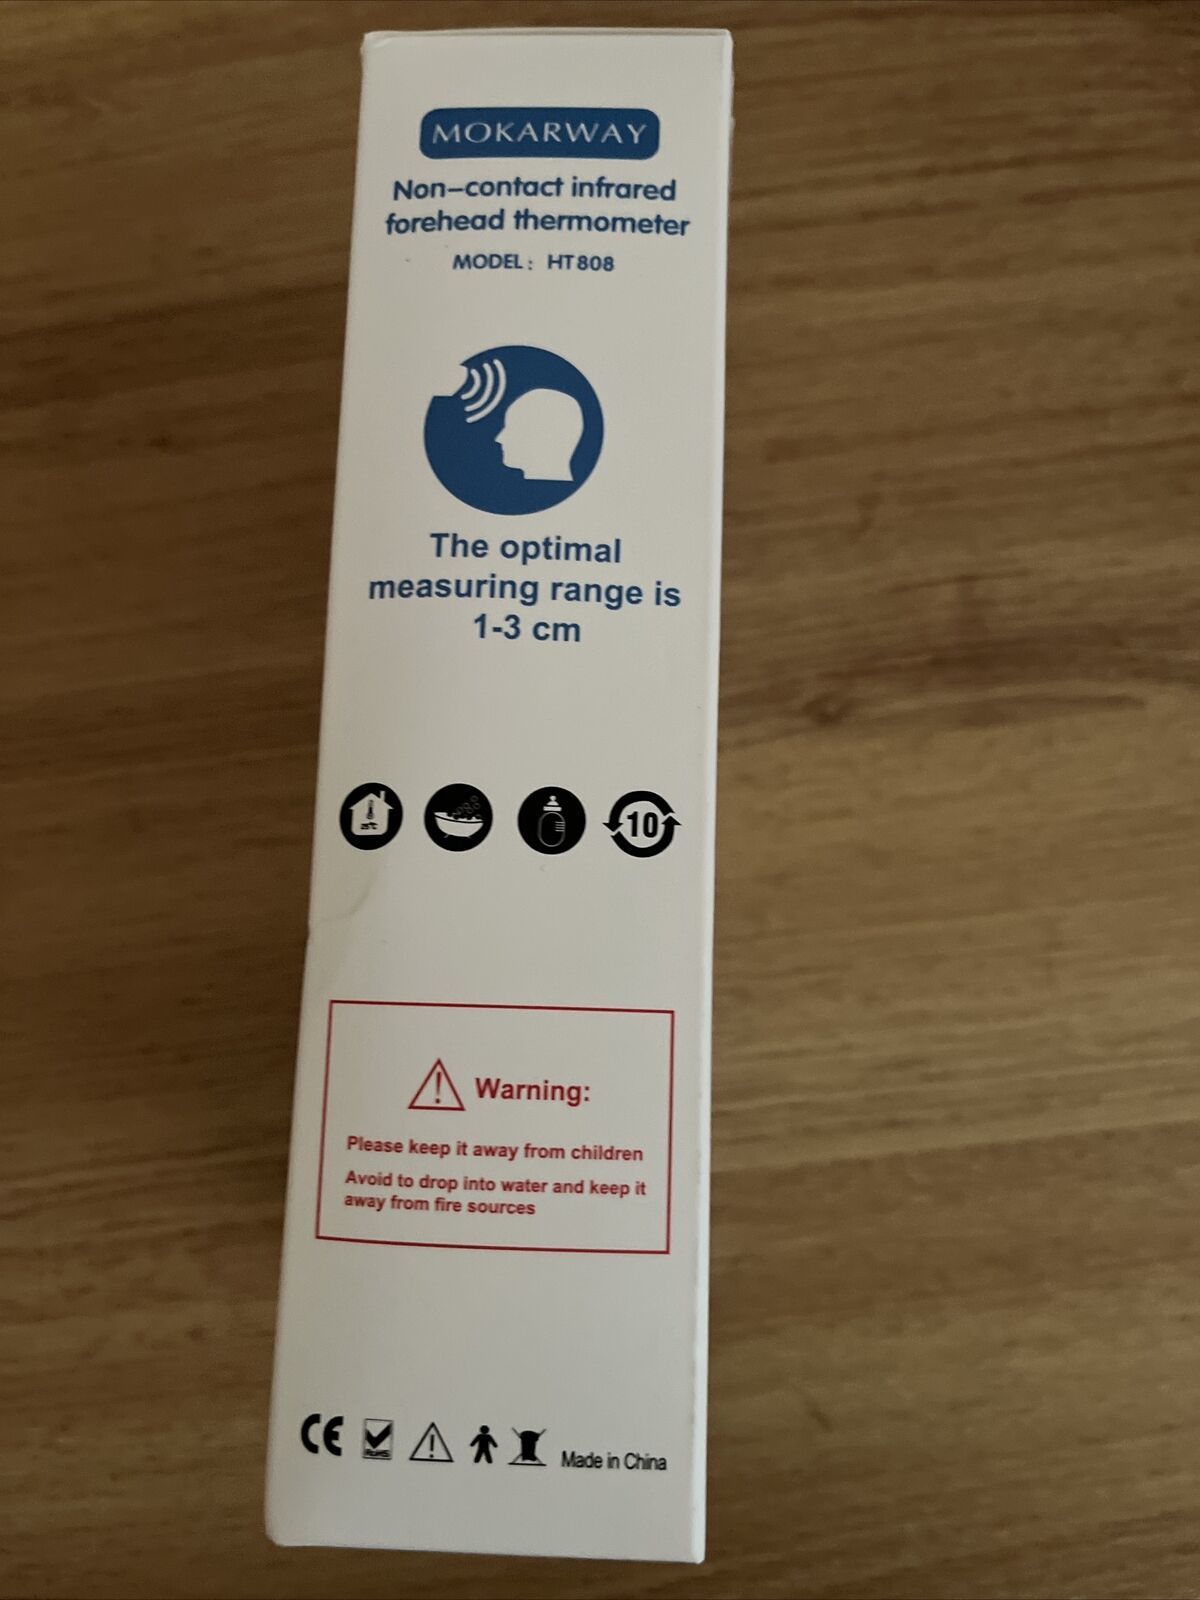 MOKARWAY
Non-contact infrared
forehead thermometer
MODEL: HT808
The optimal
measuring range is
1-3 cm
25℃
10
Warning:
Please keep it away from children
Avoid to drop into water and keep it
away from fire sources
CE
RoHS
Made in China